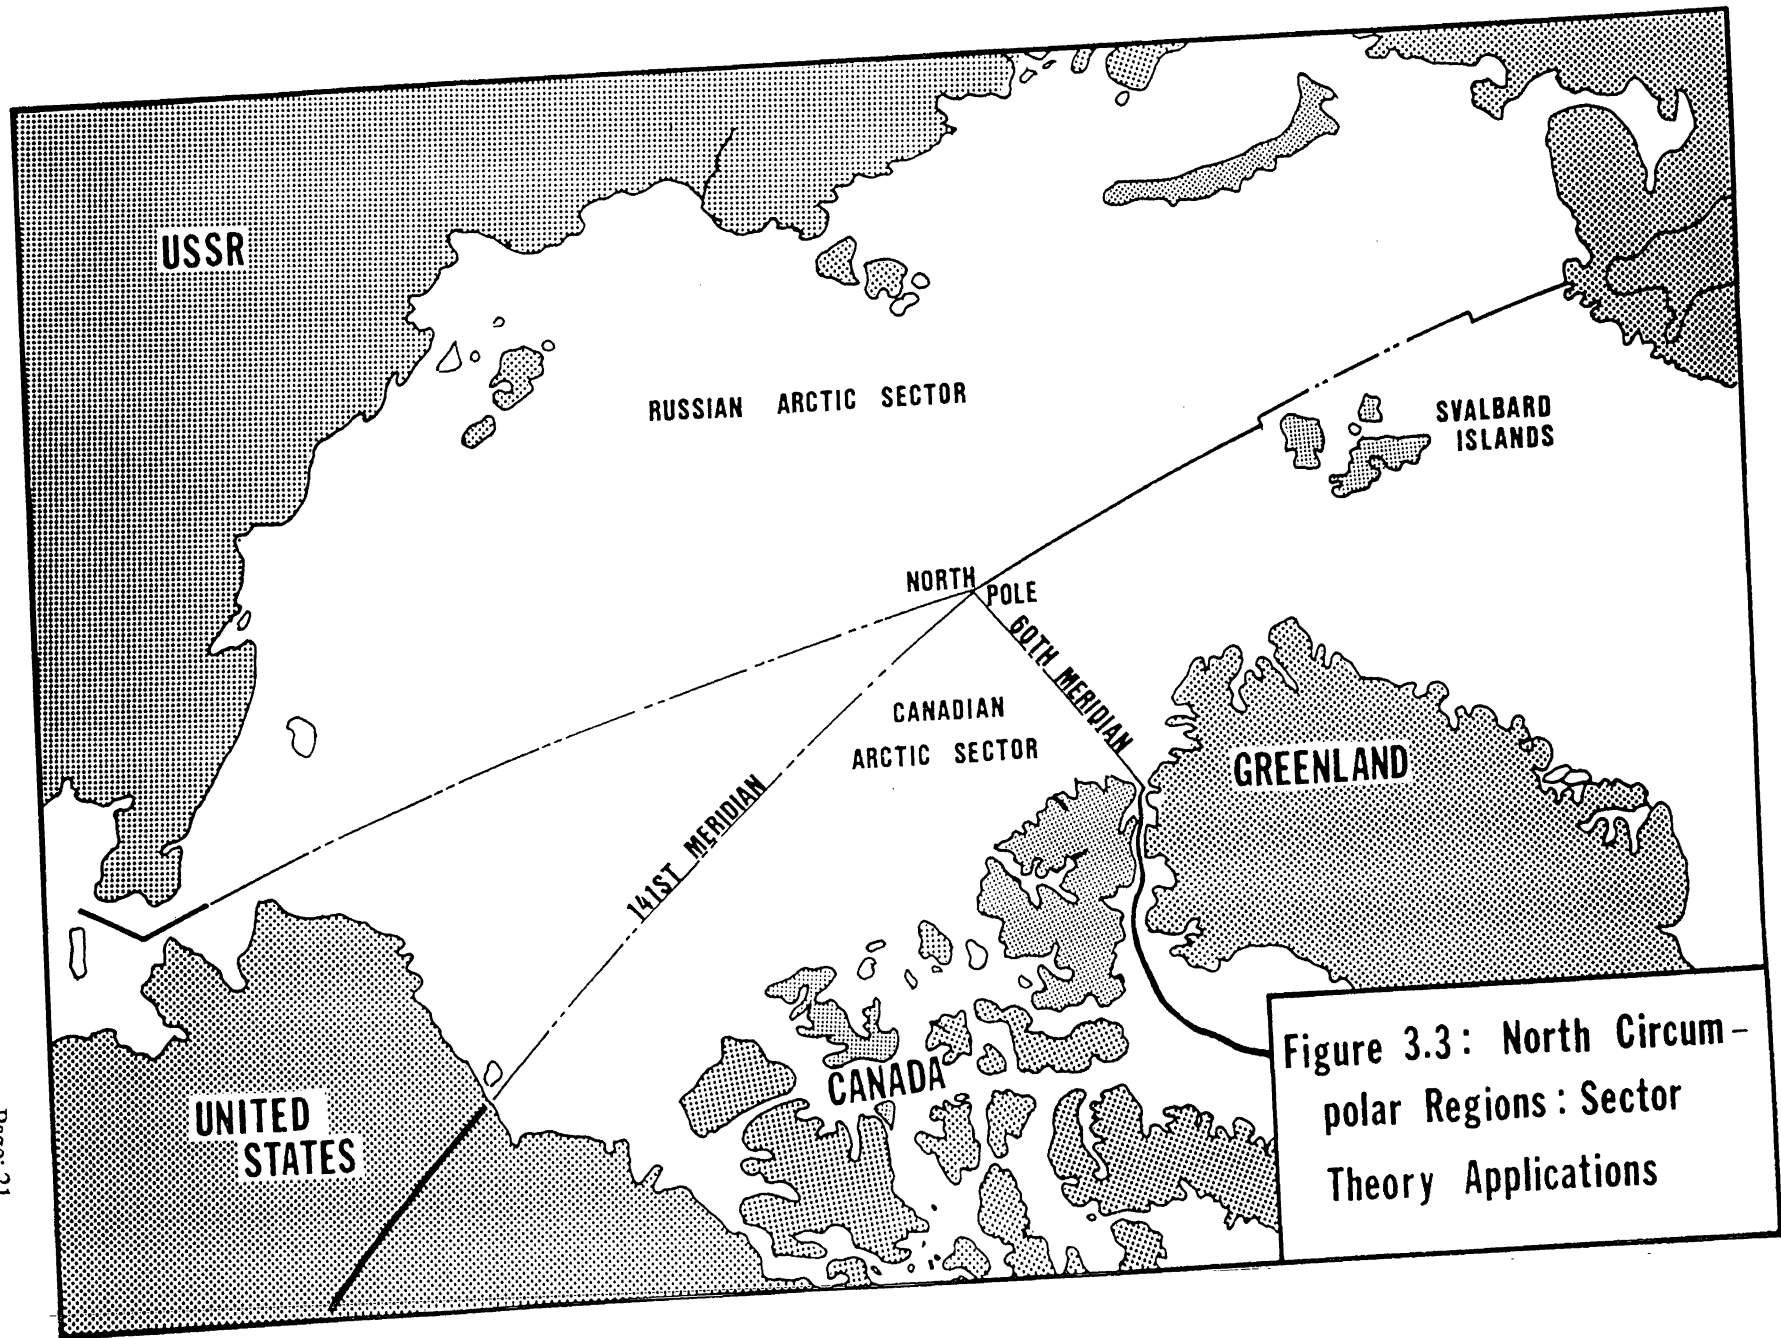 USSR
RUSSIAN ARCTIC SECTOR
SVALBARD
ISLANDS
NORTH
POLE
60TH MERIDIAN
CANADIAN
ARCTIC SECTOR
141ST MERIDIAN
GREENLAND
CANADA
UNITED
STATES
Figure 3.3: North Circum-
polar Regions: Sector
Theory Applications